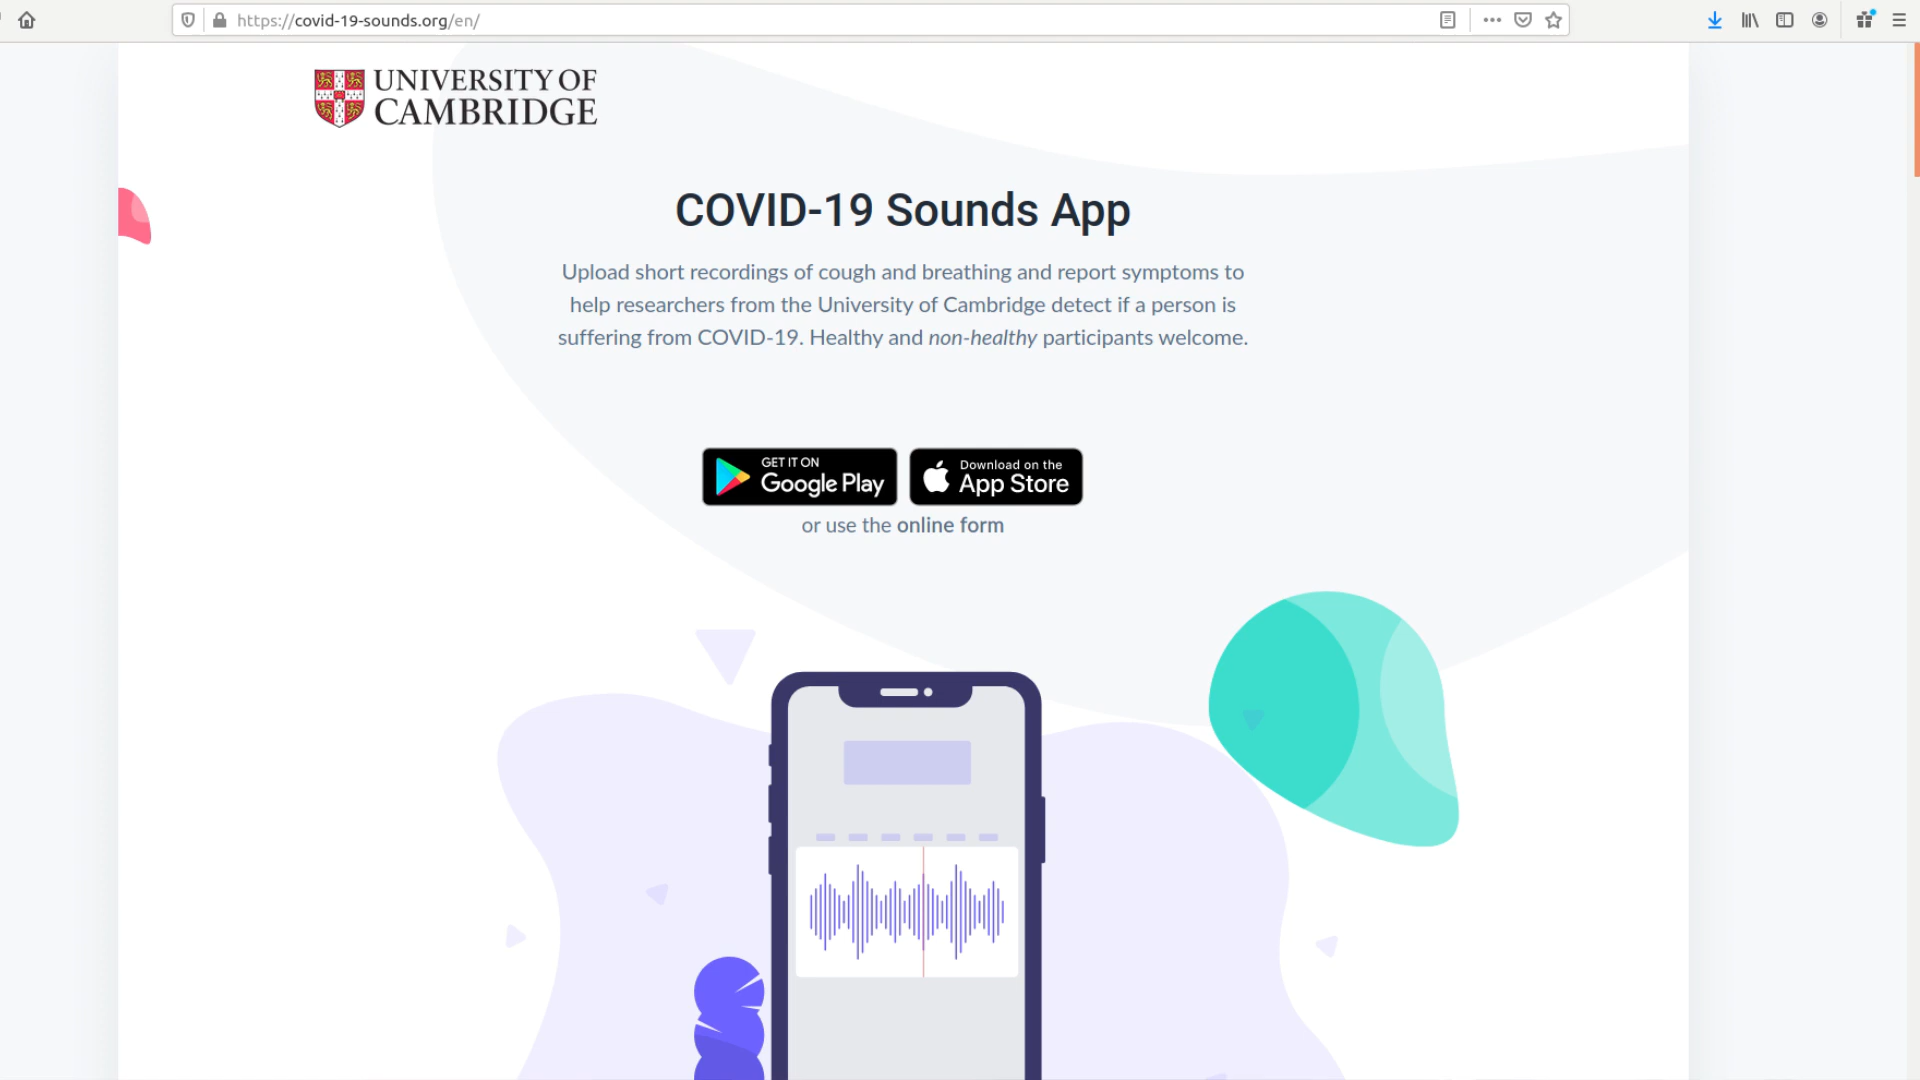 https://covid-19-sounds.org/en/
UNIVERSITY OF
CAMBRIDGE
COVID-19 Sounds App
Upload short recordings of cough and breathing and report symptoms to
help researchers from the University of Cambridge detect if a person is
suffering from COVID-19. Healthy and non-healthy participants welcome.
GET IT ON
Google Play
Download on the
App Store
or use the online form